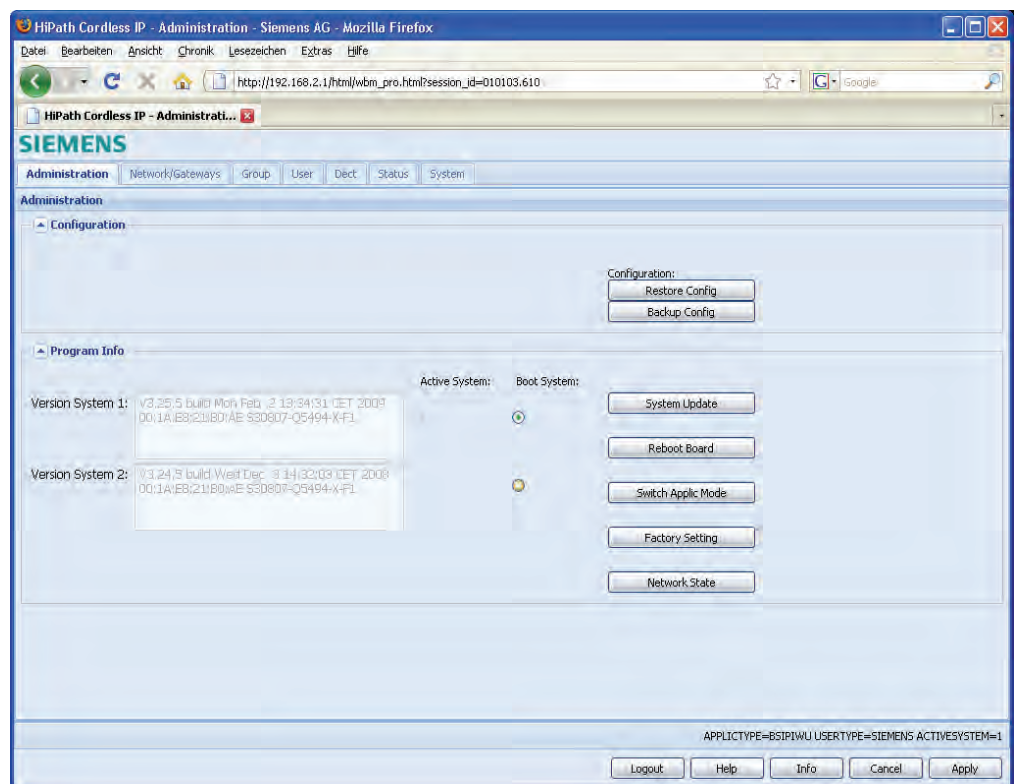 HiPath Cordless IP - Administration - Siemens AG - Mozilla Firefox
Datei Bearbeiten Ansicht Chronik Lesezeichen Extras Hilfe
http://192.168.2.1/html/wbm_pro.html?session_id=010103.610
G Google
HiPath Cordless IP - Administrati...
SIEMENS
Administration Network/Gateways Group User Dect Status System
Administration
Configuration
Configuration:
Restore Config
Backup Config
Program Info
Active System: Boot System:
Version System 1: V3.25.5 build Mon Feb 2 13:34:31 CET 2009
00:1A:E8:21:B0:AE S30807-Q5494-X-F1
System Update
Reboot Board
Version System 2: V3.24.9 build Wed Dec 3 14:32:03 CET 2008
00:1A:E8:21:B0:AE S30807-Q5494-X-F1
Switch Applic Mode
Factory Setting
Network State
APPLICTYPE=BSIPIWU USERTYPE=SIEMENS ACTIVESYSTEM=1
Logout Help Info Cancel Apply